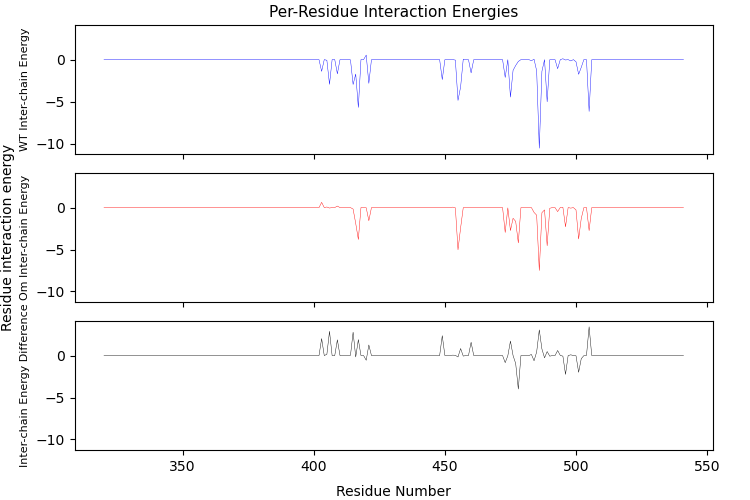 Per-Residue Interaction Energies
Residue interaction energy
WT Inter-chain Energy
0
−5
−10
Om Inter-chain Energy
0
−5
−10
Inter-chain Energy Difference
0
−5
−10
350
400
450
500
550
Residue Number